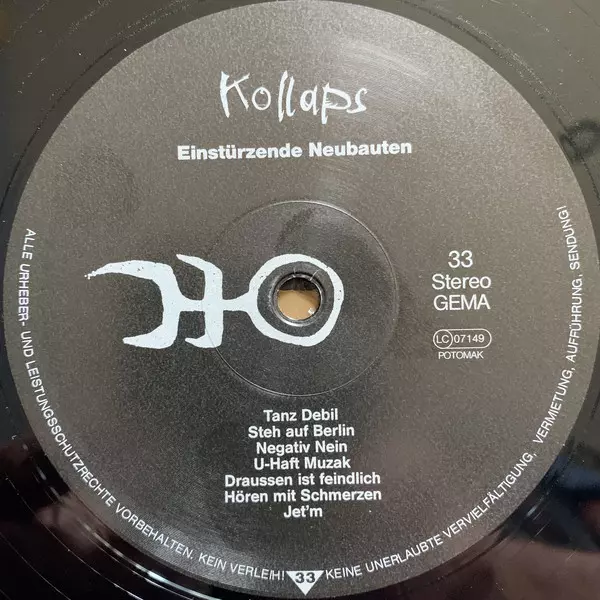 Kollaps
Einstürzende Neubauten
33
Stereo
GEMA
LC 07149
POTOMAK
Tanz Debil
Steh auf Berlin
Negativ Nein
U-Haft Muzak
Draussen ist feindlich
Hören mit Schmerzen
Jet'm
ALLE URHEBER- UND LEISTUNGSSCHUTZRECHTE VORBEHALTEN. KEIN VERLEIH! 33 KEINE UNERLAUBTE VERVIELFÄLTIGUNG, VERMIETUNG, AUFFÜHRUNG, SENDUNG!